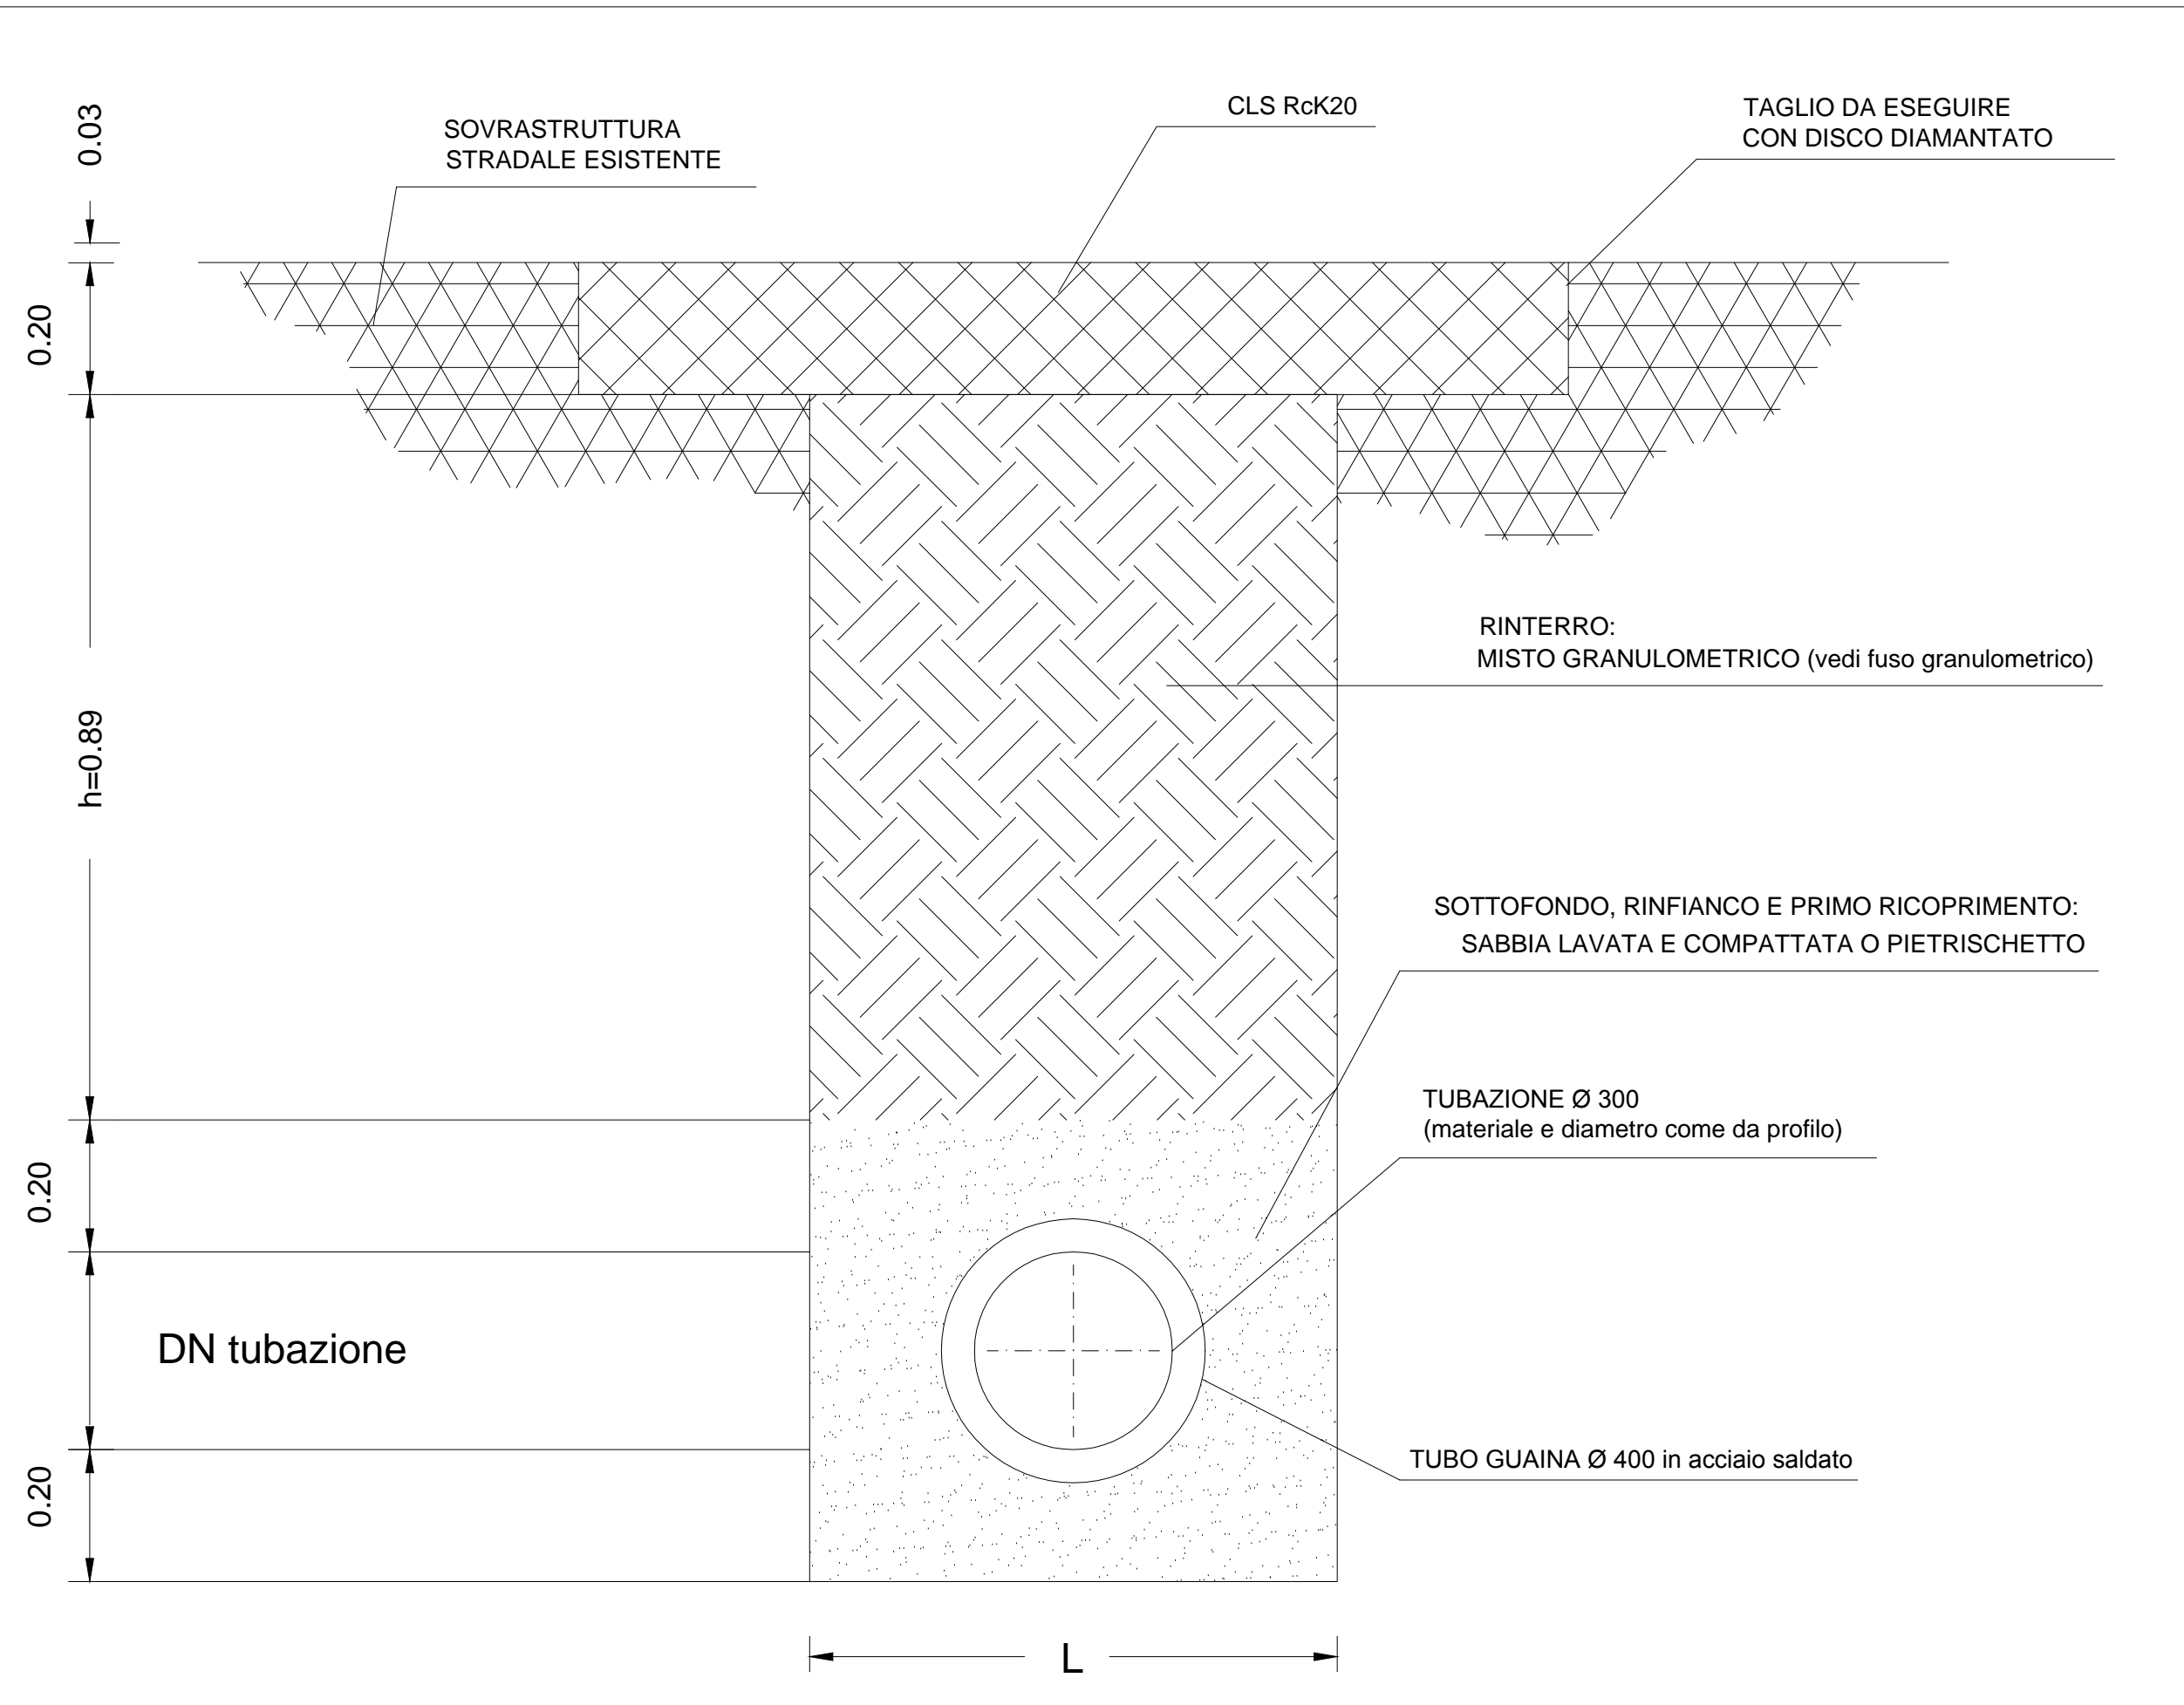 0.03
SOVRASTRUTTURA
STRADALE ESISTENTE
CLS RcK20
TAGLIO DA ESEGUIRE
CON DISCO DIAMANTATO
0.20
RINTERRO:
MISTO GRANULOMETRICO (vedi fuso granulometrico)
h=0.89
SOTTOFONDO, RINFIANCO E PRIMO RICOPRIMENTO:
SABBIA LAVATA E COMPATTATA O PIETRISCHETTO
TUBAZIONE Ø 300
(materiale e diametro come da profilo)
0.20
DN tubazione
TUBO GUAINA Ø 400 in acciaio saldato
0.20
L